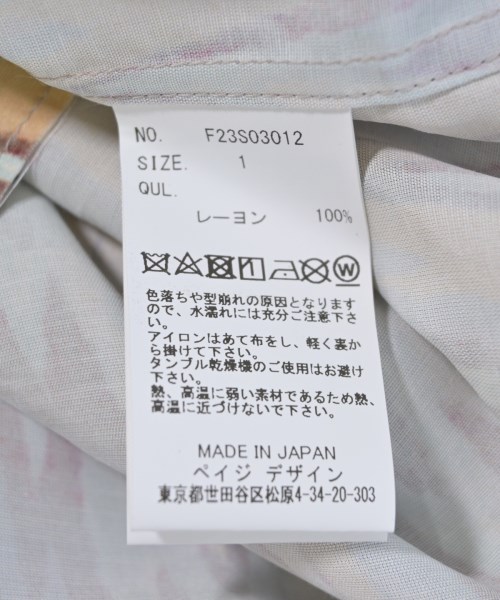 NO. F23S03012
SIZE. 1
QUL.
レーヨン 100%
W
色落ちや型崩れの原因となります
ので、水濡れには充分ご注意下さ
い。
アイロンはあて布をし、軽く裏か
ら掛けて下さい。
タンブル乾燥機のご使用はお避け
下さい。
熱、高温に弱い素材であるため熱、
高温に近づけないで下さい。
MADE IN JAPAN
ペイジ デザイン
東京都世田谷区松原4-34-20-303